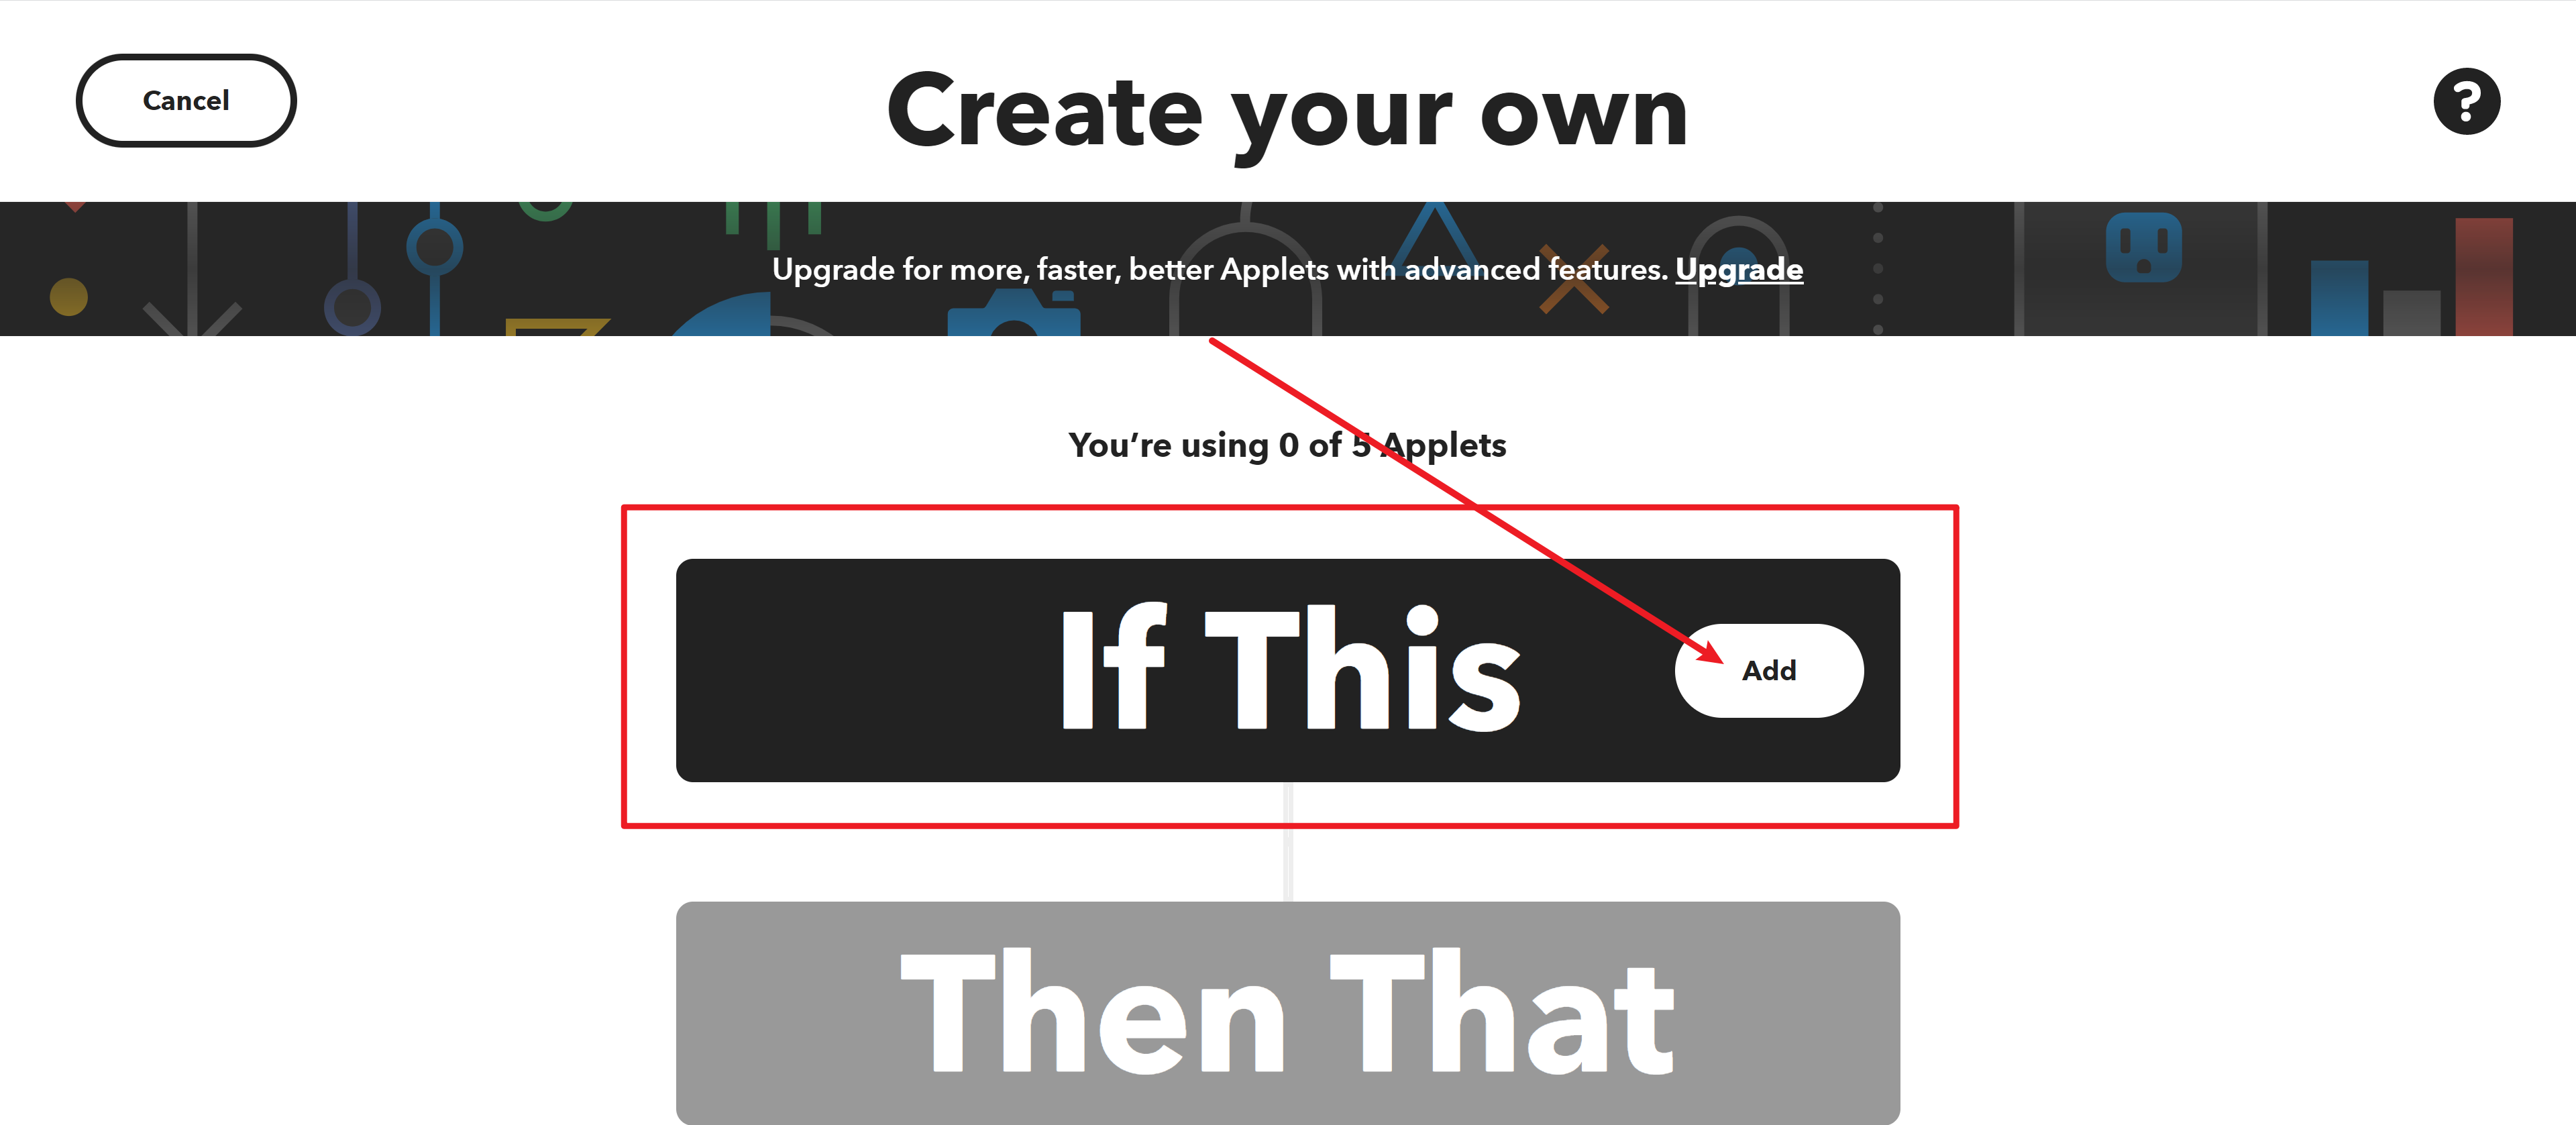 Cancel
Create your own
?
Upgrade for more, faster, better Applets with advanced features. Upgrade
You’re using 0 of 5 Applets
If This
Add
Then That